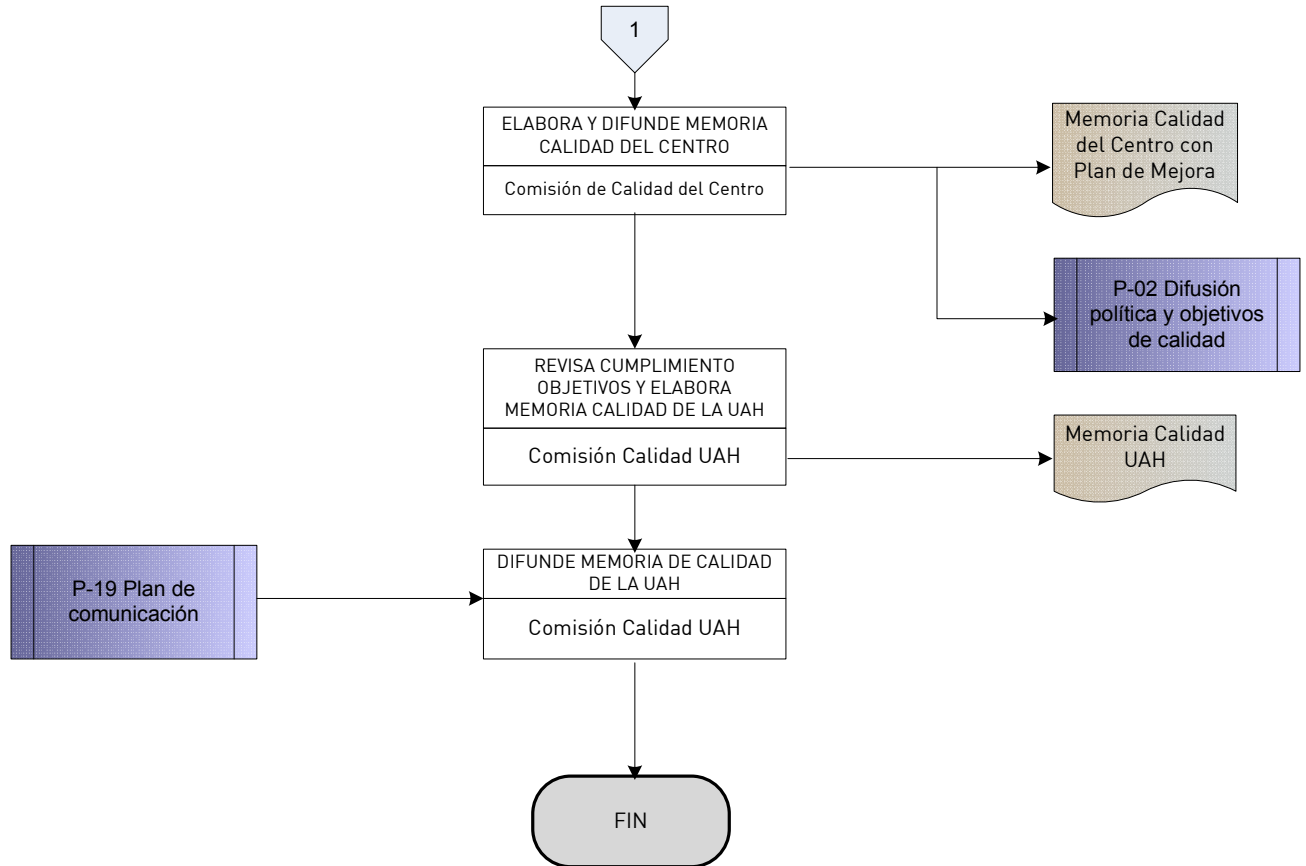 1
ELABORA Y DIFUNDE MEMORIA
CALIDAD DEL CENTRO
Comisión de Calidad del Centro
Memoria Calidad
del Centro con
Plan de Mejora
P-02 Difusión
política y objetivos
de calidad
REVISA CUMPLIMIENTO
OBJETIVOS Y ELABORA
MEMORIA CALIDAD DE LA UAH
Comisión Calidad UAH
Memoria Calidad
UAH
P-19 Plan de
comunicación
DIFUNDE MEMORIA DE CALIDAD
DE LA UAH
Comisión Calidad UAH
FIN